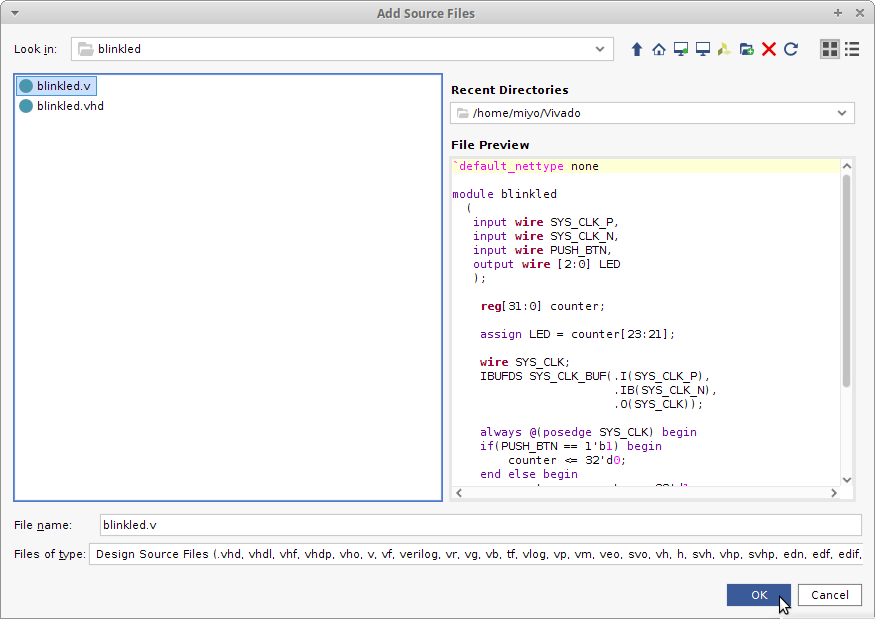 Add Source Files
Look in: blinkled
blinkled.v
blinkled.vhd
Recent Directories
/home/miyo/Vivado
File Preview
`default_nettype none
module blinkled
(
input wire SYS_CLK_P,
input wire SYS_CLK_N,
input wire PUSH_BTN,
output wire [2:0] LED
);
reg[31:0] counter;
assign LED = counter[23:21];
wire SYS_CLK;
IBUFDS SYS_CLK_BUF(.I(SYS_CLK_P),
.IB(SYS_CLK_N),
.O(SYS_CLK));
always @(posedge SYS_CLK) begin
if(PUSH_BTN == 1'b1) begin
counter <= 32'd0;
end else begin
File name: blinkled.v
Files of type: Design Source Files (.vhd, vhdl, vhf, vhdp, vho, v, vf, verilog, vr, vg, vb, tf, vlog, vp, vm, veo, svo, vh, h, svh, vhp, svhp, edn, edf, edif,
OK
Cancel